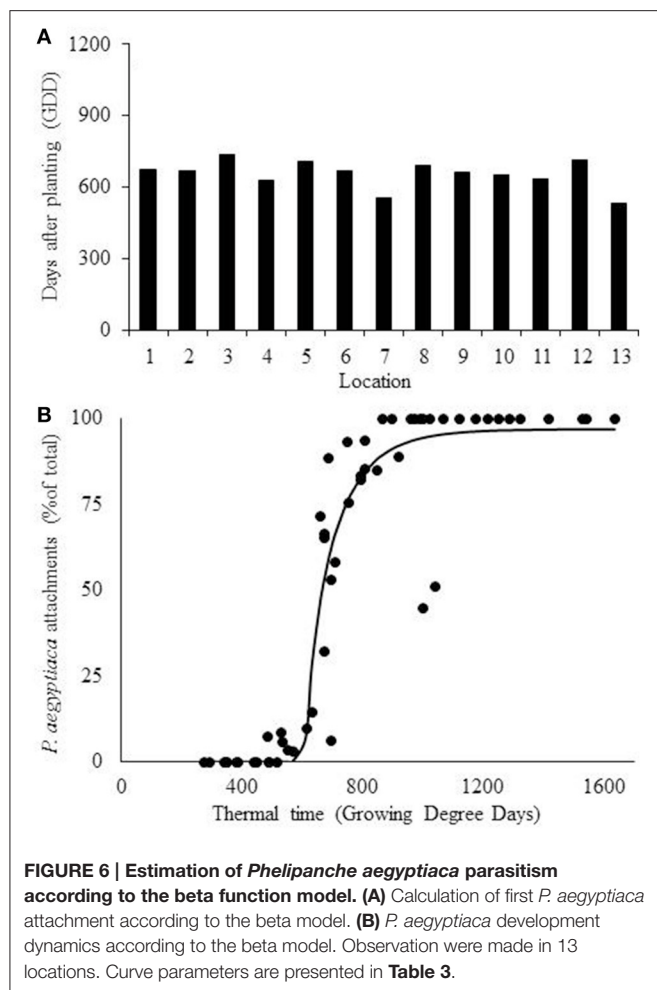 A
1200
900
600
300
0
Days after planting (GDD)
1 2 3 4 5 6 7 8 9 10 11 12 13
Location
B
100
75
50
25
0
P. aegyptiaca attachments (%of total)
0 400 800 1200 1600
Thermal time (Growing Degree Days)
FIGURE 6 | Estimation of Phelipanche aegyptiaca parasitism
according to the beta function model. (A) Calculation of first P. aegyptiaca
attachment according to the beta model. (B) P. aegyptiaca development
dynamics according to the beta model. Observation were made in 13
locations. Curve parameters are presented in Table 3.